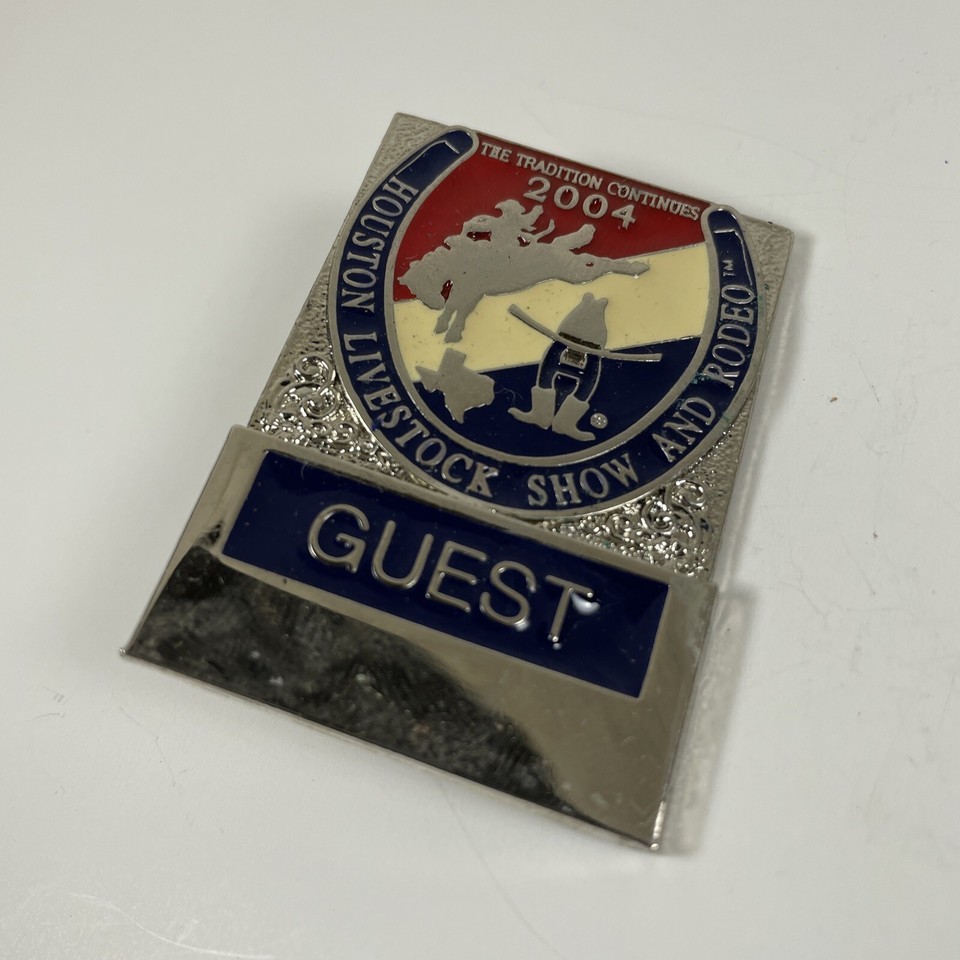 THE TRADITION CONTINUES
2004
HOUSTON LIVESTOCK SHOW AND RODEO™
GUEST